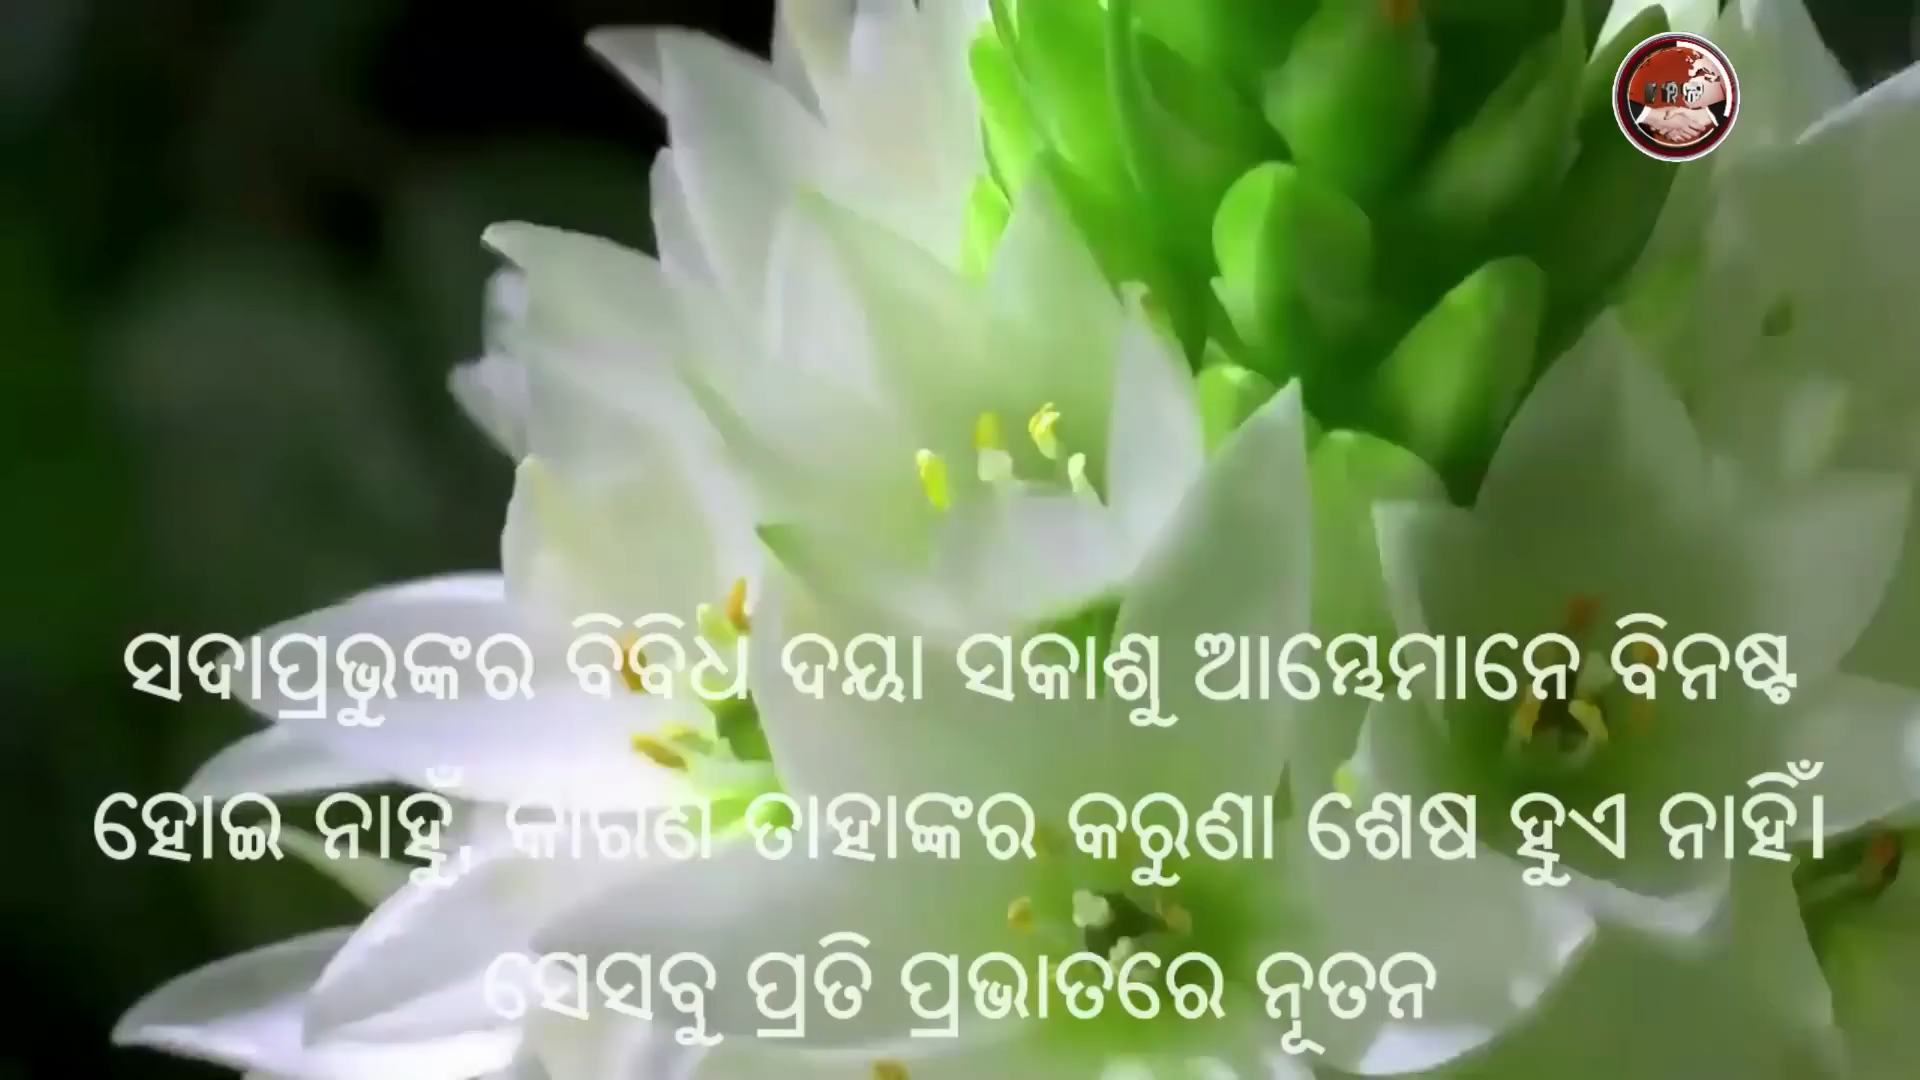 ସଦାପ୍ରଭୁଙ୍କର ବିବିଧ ଦୟା ସକାଶୁ ଆମ୍ଭେମାନେ ବିନଷ୍ଟ
ହୋଇ ନାହୁଁ, କାରଣ ତାହାଙ୍କର କରୁଣା ଶେଷ ହୁଏ ନାହିଁ।
ସେସବୁ ପ୍ରତି ପ୍ରଭାତରେ ନୂତନ